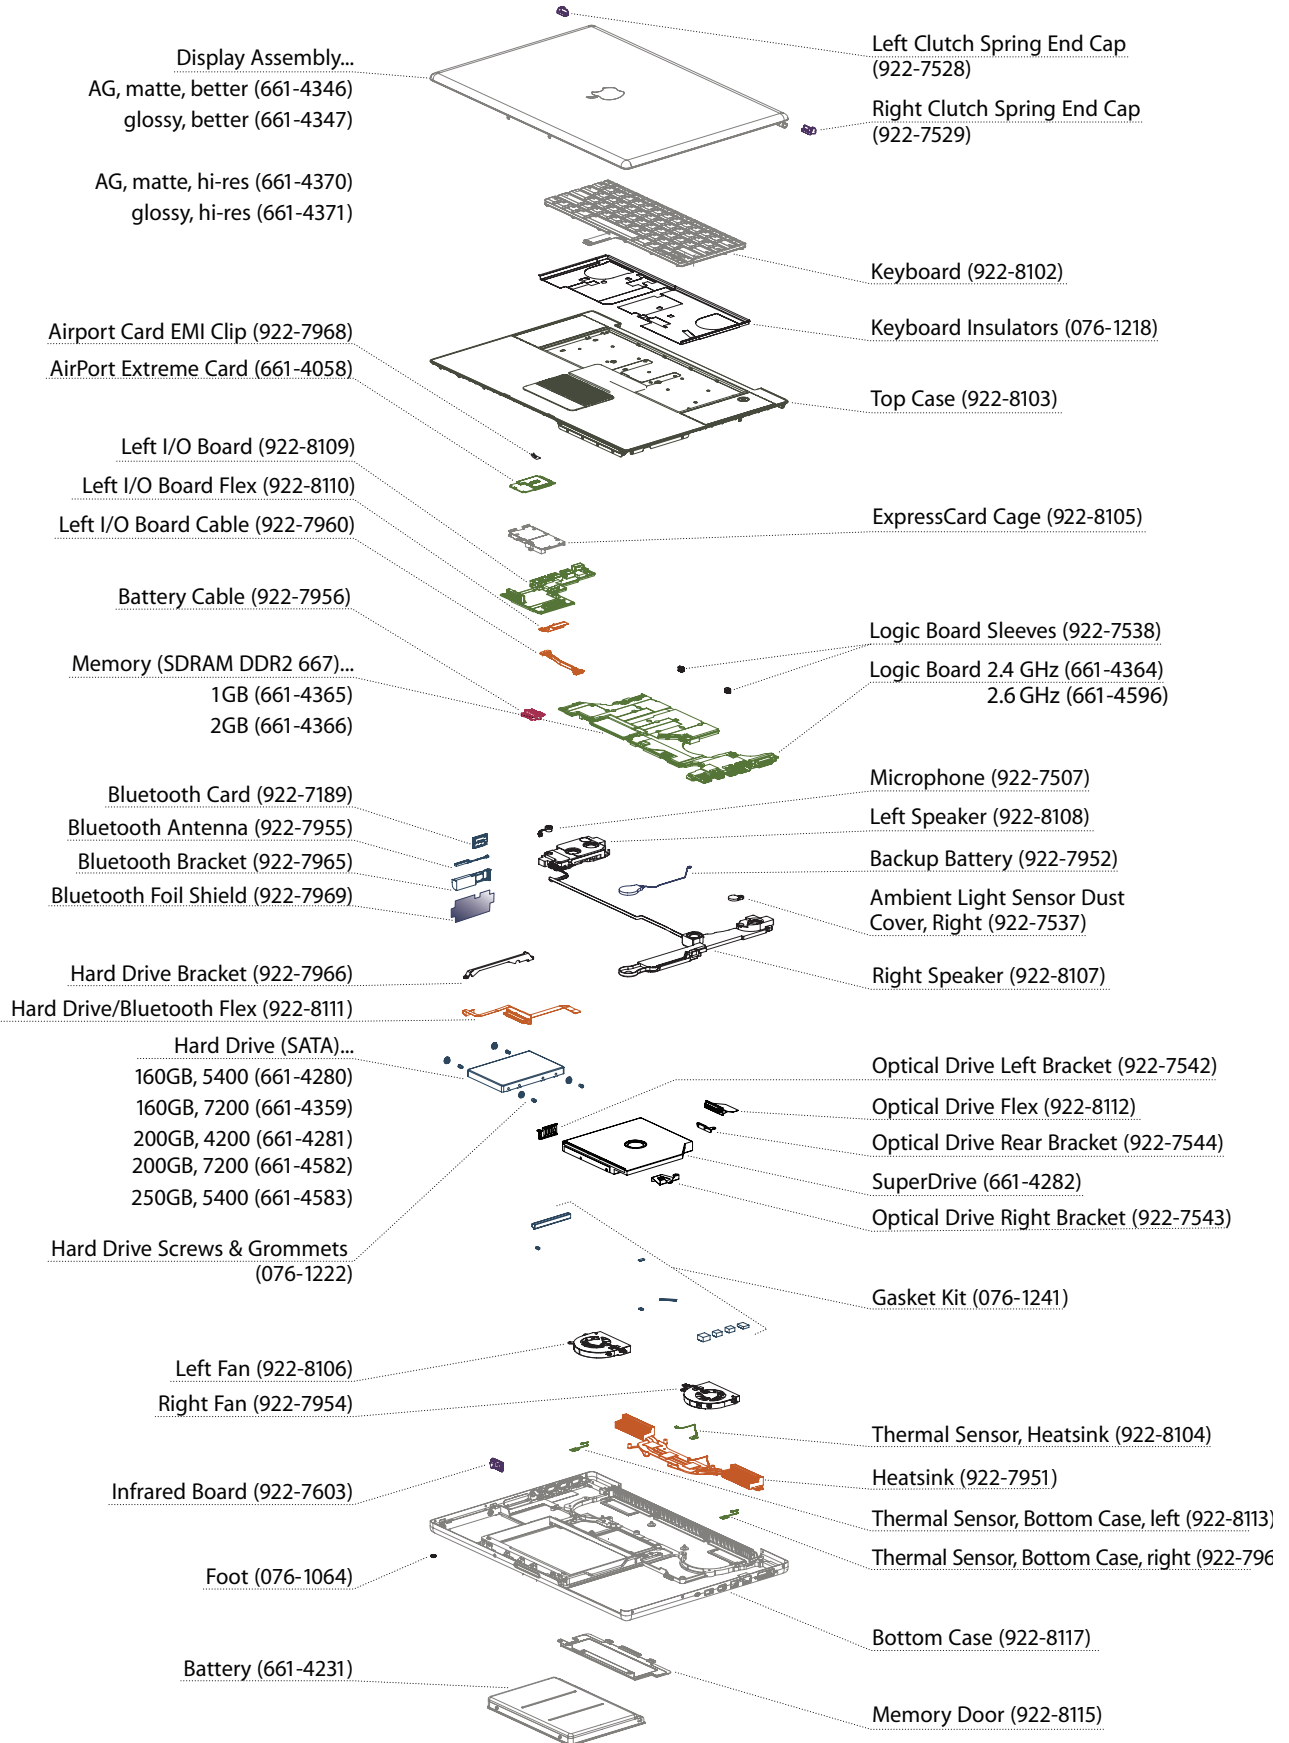 Display Assembly...
AG, matte, better (661-4346)
glossy, better (661-4347)
AG, matte, hi-res (661-4370)
glossy, hi-res (661-4371)
Airport Card EMI Clip (922-7968)
AirPort Extreme Card (661-4058)
Left I/O Board (922-8109)
Left I/O Board Flex (922-8110)
Left I/O Board Cable (922-7960)
Battery Cable (922-7956)
Memory (SDRAM DDR2 667)...
1GB (661-4365)
2GB (661-4366)
Bluetooth Card (922-7189)
Bluetooth Antenna (922-7955)
Bluetooth Bracket (922-7965)
Bluetooth Foil Shield (922-7969)
Hard Drive Bracket (922-7966)
Hard Drive/Bluetooth Flex (922-8111)
Hard Drive (SATA)...
160GB, 5400 (661-4280)
160GB, 7200 (661-4359)
200GB, 4200 (661-4281)
200GB, 7200 (661-4582)
250GB, 5400 (661-4583)
Hard Drive Screws & Grommets
(076-1222)
Left Fan (922-8106)
Right Fan (922-7954)
Infrared Board (922-7603)
Foot (076-1064)
Battery (661-4231)
Left Clutch Spring End Cap
(922-7528)
Right Clutch Spring End Cap
(922-7529)
Keyboard (922-8102)
Keyboard Insulators (076-1218)
Top Case (922-8103)
ExpressCard Cage (922-8105)
Logic Board Sleeves (922-7538)
Logic Board 2.4 GHz (661-4364)
2.6 GHz (661-4596)
Microphone (922-7507)
Left Speaker (922-8108)
Backup Battery (922-7952)
Ambient Light Sensor Dust
Cover, Right (922-7537)
Right Speaker (922-8107)
Optical Drive Left Bracket (922-7542)
Optical Drive Flex (922-8112)
Optical Drive Rear Bracket (922-7544)
SuperDrive (661-4282)
Optical Drive Right Bracket (922-7543)
Gasket Kit (076-1241)
Thermal Sensor, Heatsink (922-8104)
Heatsink (922-7951)
Thermal Sensor, Bottom Case, left (922-8113)
Thermal Sensor, Bottom Case, right (922-796
Bottom Case (922-8117)
Memory Door (922-8115)